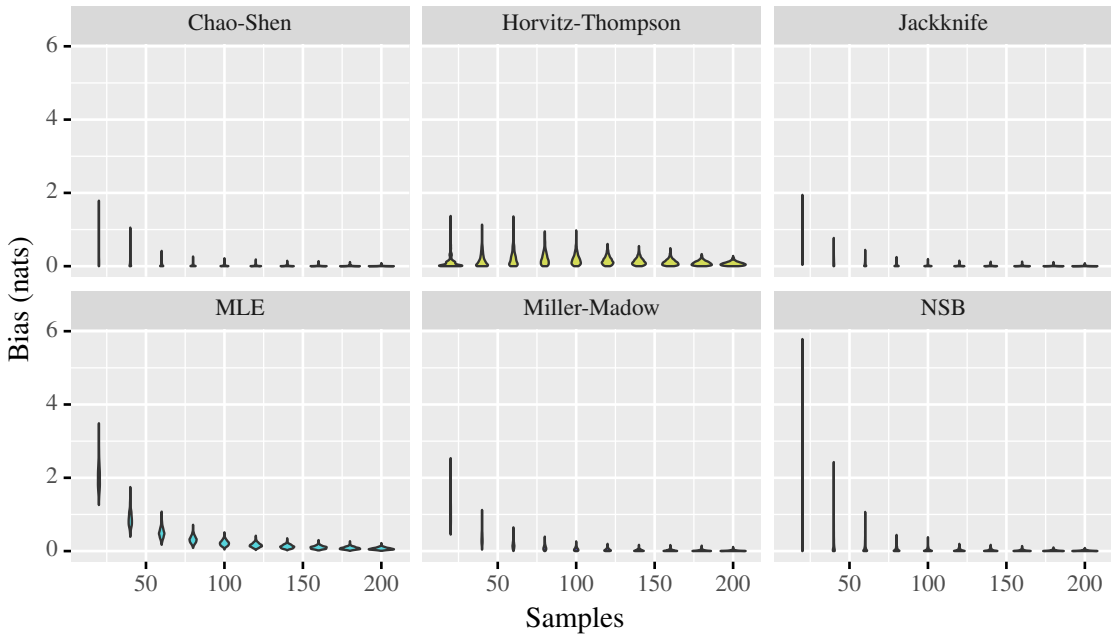 Chao-Shen Horvitz-Thompson Jackknife
6
4
2
0
MLE Miller-Madow NSB
6
4
2
0
50 100 150 200 50 100 150 200 50 100 150 200
Samples
Bias (nats)